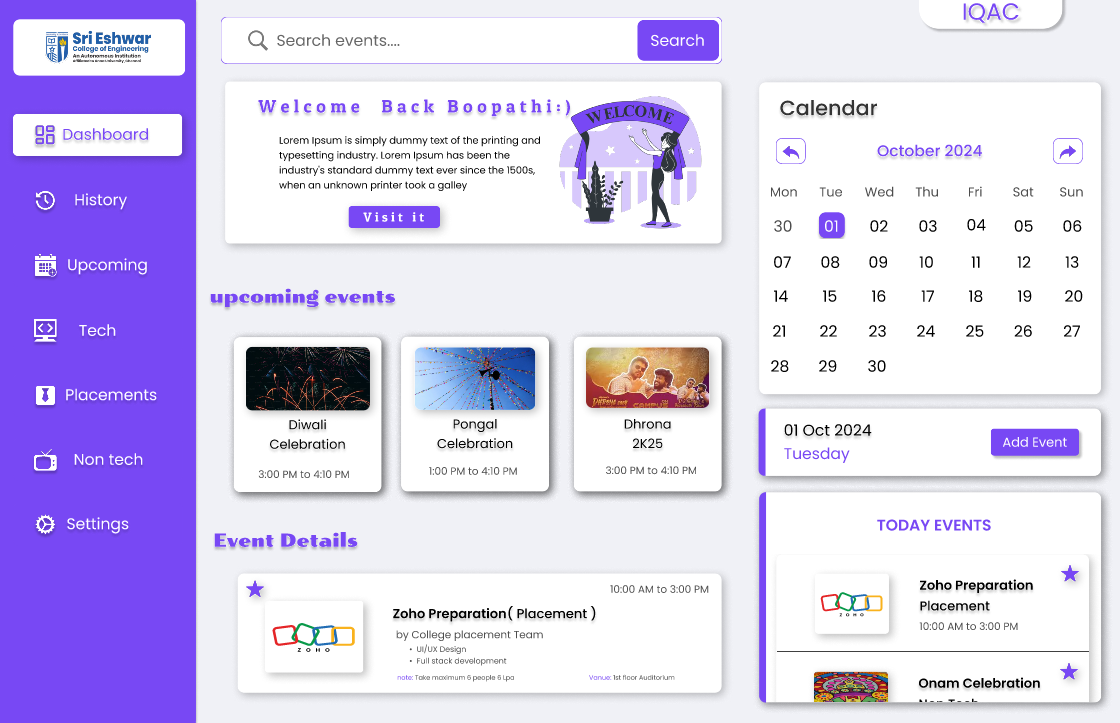 Sri Eshwar
College of Engineering
An Autonomous Institution
Affiliated to Anna University, Chennai
Dashboard
History
Upcoming
Tech
Placements
Non tech
Settings
Search events....
Search
IQAC
Welcome Back Boopathi:)
Lorem Ipsum is simply dummy text of the printing and
typesetting industry. Lorem Ipsum has been the
industry's standard dummy text ever since the 1500s,
when an unknown printer took a galley
Visit it
WELCOME
upcoming events
Diwali
Celebration
3:00 PM to 4:10 PM
Pongal
Celebration
1:00 PM to 4:10 PM
Dhrona
2K25
3:00 PM to 4:10 PM
Event Details
10:00 AM to 3:00 PM
Zoho Preparation( Placement )
by College placement Team
• UI/UX Design
• Full stack development
note: Take maximum 6 people 6 Lpa
Vanue: 1st floor Auditorium
ZOHO
Calendar
October 2024
Mon Tue Wed Thu Fri Sat Sun
30 01 02 03 04 05 06
07 08 09 10 11 12 13
14 15 16 17 18 19 20
21 22 23 24 25 26 27
28 29 30
01 Oct 2024
Tuesday
Add Event
TODAY EVENTS
ZOHO
Zoho Preparation
Placement
10:00 AM to 3:00 PM
Onam Celebration
Non Tech